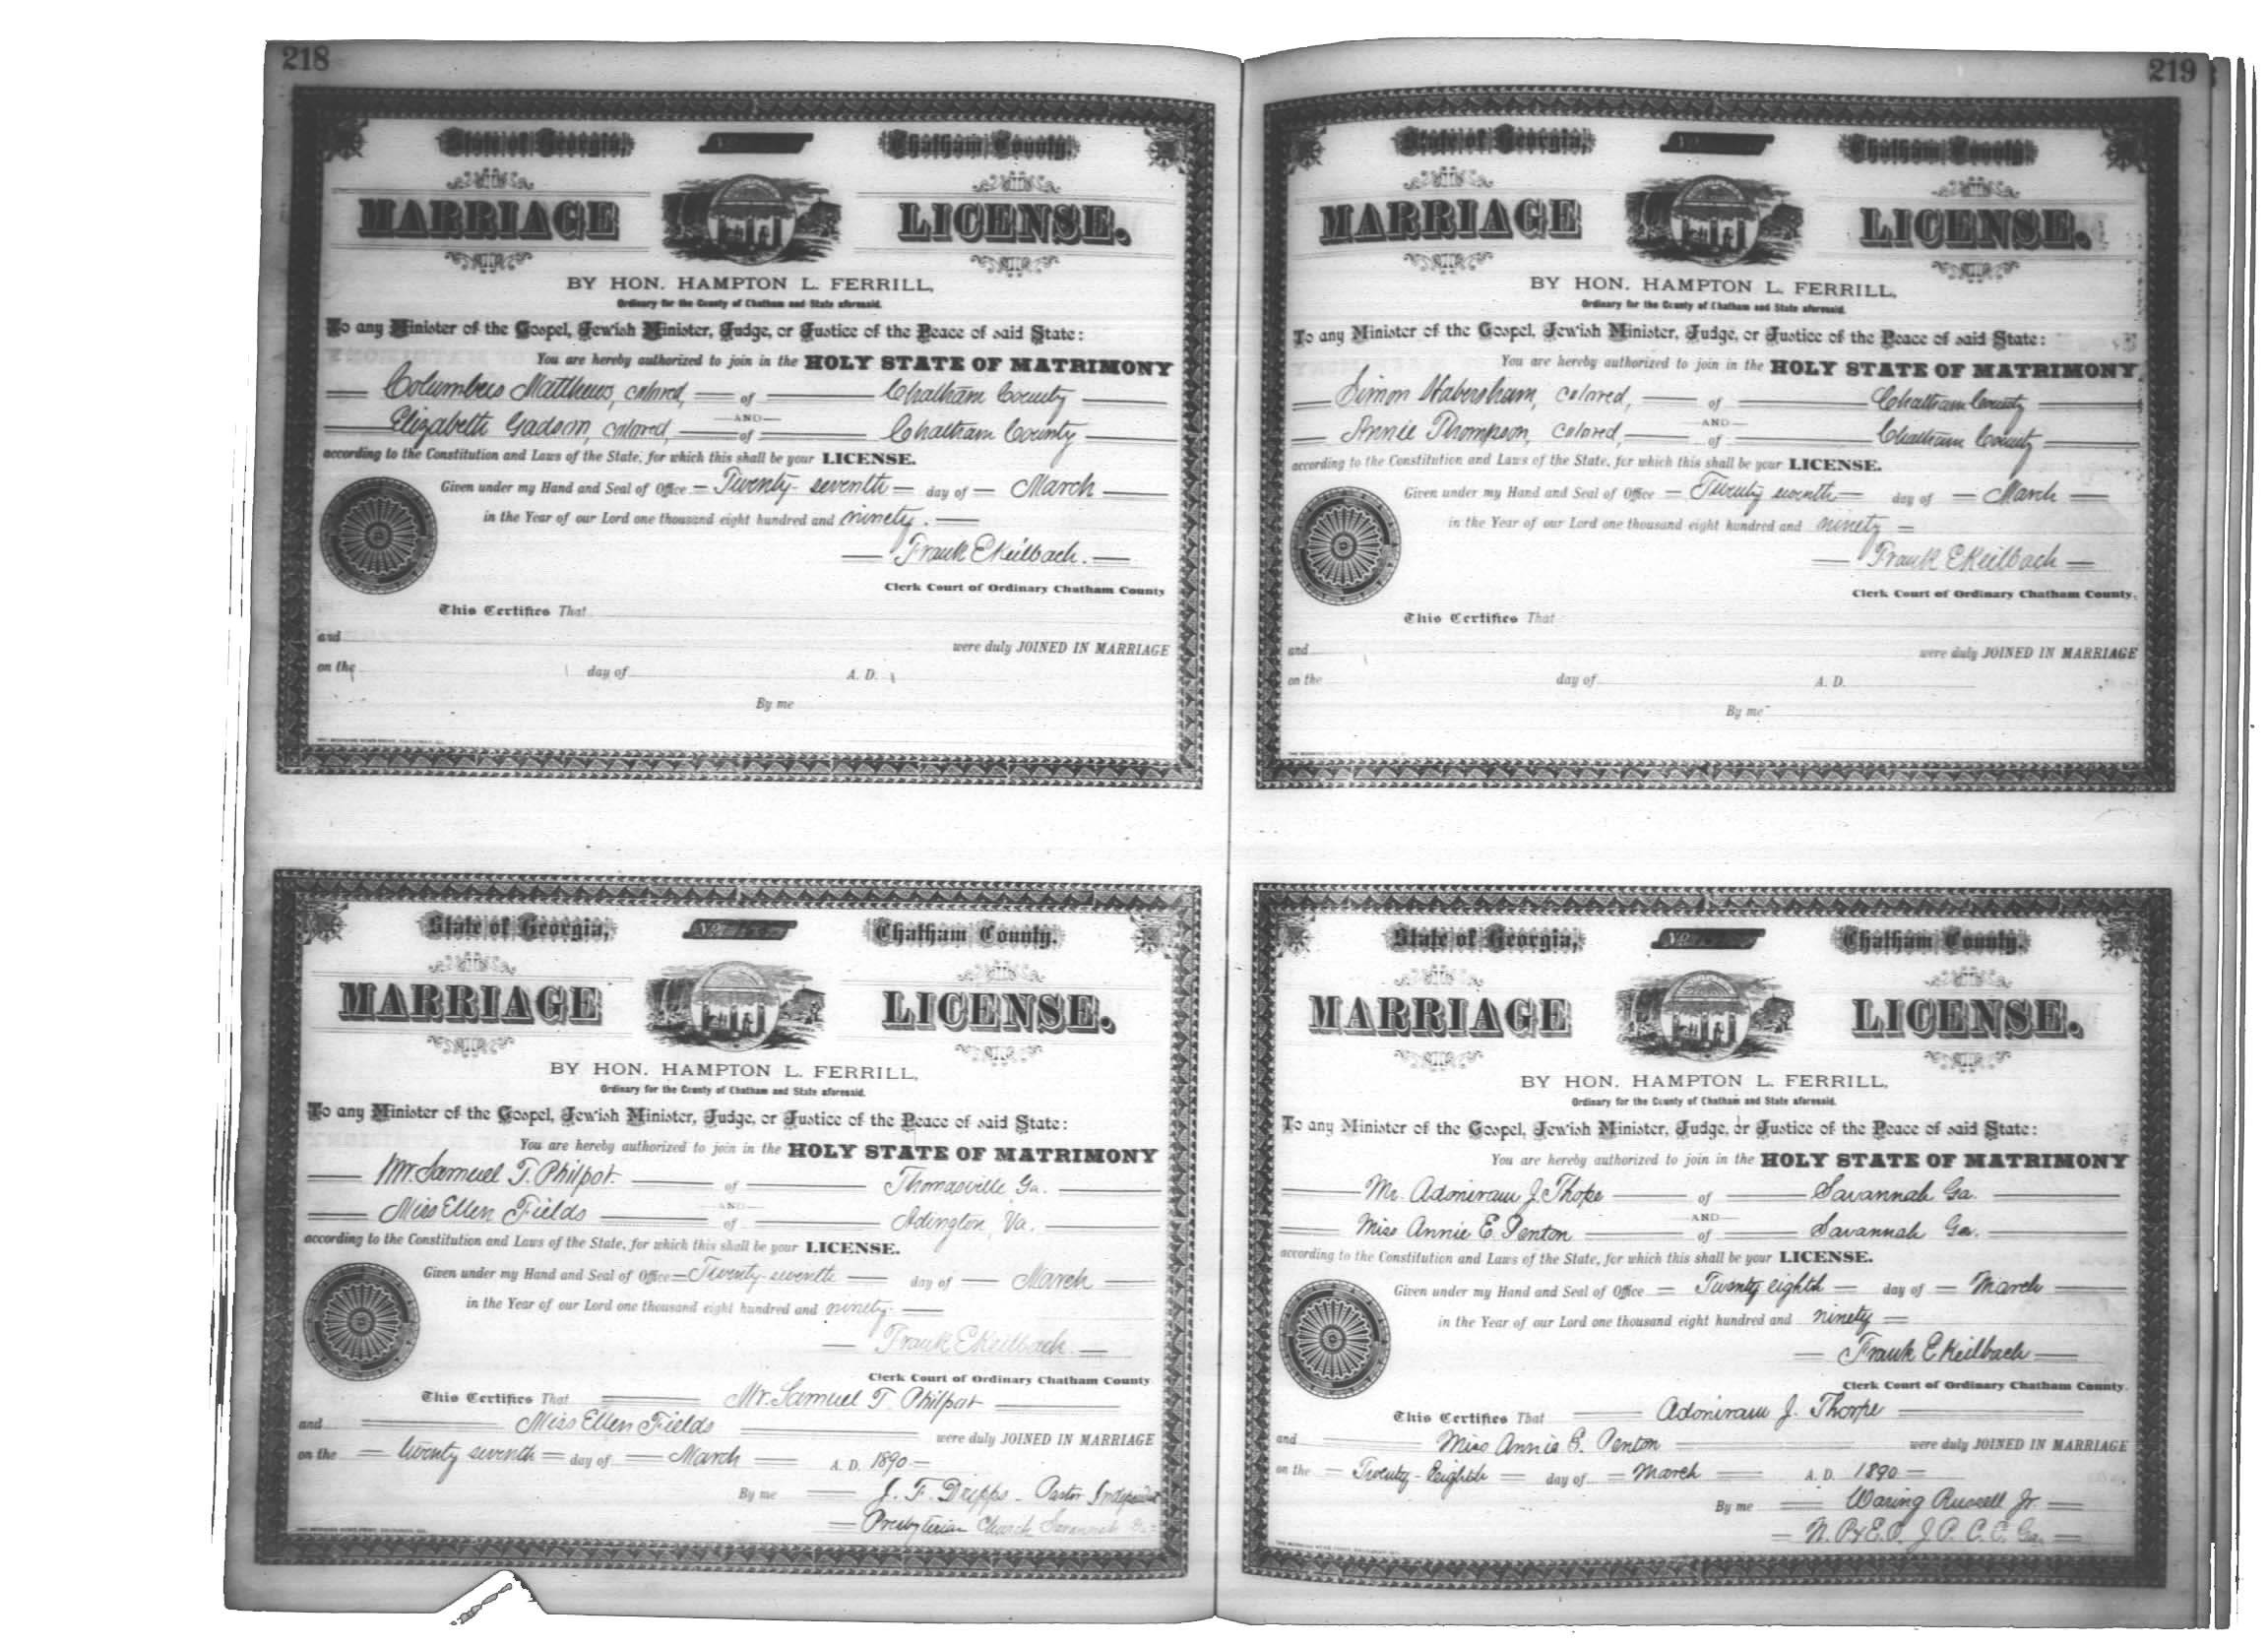 218
State of Georgia,
Chatham County.
MARRIAGE LICENSE.
BY HON. HAMPTON L. FERRILL,
Ordinary for the County of Chatham and State aforesaid.
To any Minister of the Gospel, Jewish Minister, Judge, or Justice of the Peace of said State:
You are hereby authorized to join in the HOLY STATE OF MATRIMONY
Columbus Matthews, colored, of Chatham County
AND
Elizabeth Gadson, colored, of Chatham County
according to the Constitution and Laws of the State, for which this shall be your LICENSE.
Given under my Hand and Seal of Office Twenty-seventh day of March
in the Year of our Lord one thousand eight hundred and ninety.
Frank E Keilbach.
Clerk Court of Ordinary Chatham County
This Certifies That
and
were duly JOINED IN MARRIAGE
on the day of A. D.
By me
State of Georgia,
No.
Chatham County.
MARRIAGE LICENSE.
BY HON. HAMPTON L. FERRILL,
Ordinary for the County of Chatham and State aforesaid.
To any Minister of the Gospel, Jewish Minister, Judge, or Justice of the Peace of said State:
You are hereby authorized to join in the HOLY STATE OF MATRIMONY
Mr. Samuel T. Philpot. of Thomasville Ga.
AND
Miss Ellen Fields of Adington, Va.
according to the Constitution and Laws of the State, for which this shall be your LICENSE.
Given under my Hand and Seal of Office Twenty-seventh day of March
in the Year of our Lord one thousand eight hundred and ninety-
Frank E Keilbach.
Clerk Court of Ordinary Chatham County
This Certifies That Mr. Samuel T Philpot
and Miss Ellen Fields were duly JOINED IN MARRIAGE
on the twenty seventh day of March A. D. 1890
By me J. F. Dripps - Pastor Independent
Presbyterian Church Savannah Ga
219
State of Georgia,
No.
Chatham County.
MARRIAGE LICENSE.
BY HON. HAMPTON L. FERRILL,
Ordinary for the County of Chatham and State aforesaid.
To any Minister of the Gospel, Jewish Minister, Judge, or Justice of the Peace of said State:
You are hereby authorized to join in the HOLY STATE OF MATRIMONY
Simon Habersham, colored, of Chatham County
AND
Annie Thompson, colored, of Chatham County
according to the Constitution and Laws of the State, for which this shall be your LICENSE.
Given under my Hand and Seal of Office Twenty seventh day of March
in the Year of our Lord one thousand eight hundred and ninety
Frank E Keilbach
Clerk Court of Ordinary Chatham County.
This Certifies That
and
were duly JOINED IN MARRIAGE
on the day of A. D.
By me
State of Georgia,
No.
Chatham County.
MARRIAGE LICENSE.
BY HON. HAMPTON L. FERRILL,
Ordinary for the County of Chatham and State aforesaid.
To any Minister of the Gospel, Jewish Minister, Judge, or Justice of the Peace of said State:
You are hereby authorized to join in the HOLY STATE OF MATRIMONY
Mr. Adoniram J. Thope of Savannah Ga.
AND
Miss Annie E. Penton of Savannah Ga.
according to the Constitution and Laws of the State, for which this shall be your LICENSE.
Given under my Hand and Seal of Office Twenty eighth day of March
in the Year of our Lord one thousand eight hundred and ninety
Frank E Keilbach
Clerk Court of Ordinary Chatham County.
This Certifies That Adoniram J. Thorpe
and Miss Annie E. Penton were duly JOINED IN MARRIAGE
on the Twenty-Eighth day of March A. D. 1890
By me Waring Russell Jr.
N. P. & E. O. J. P. C. C. Ga.